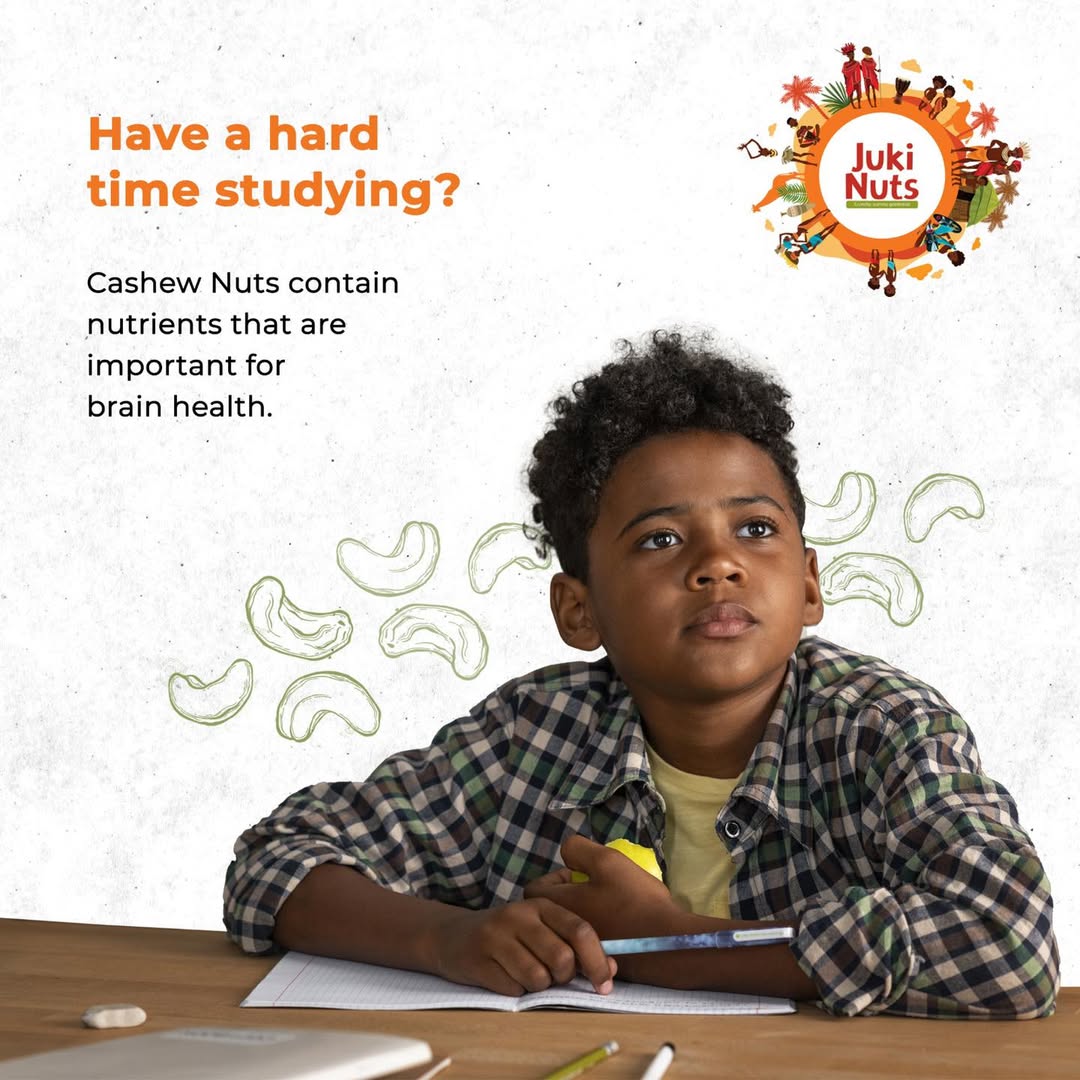 Have a hard
time studying?
Cashew Nuts contain
nutrients that are
important for
brain health.
Juki
Nuts